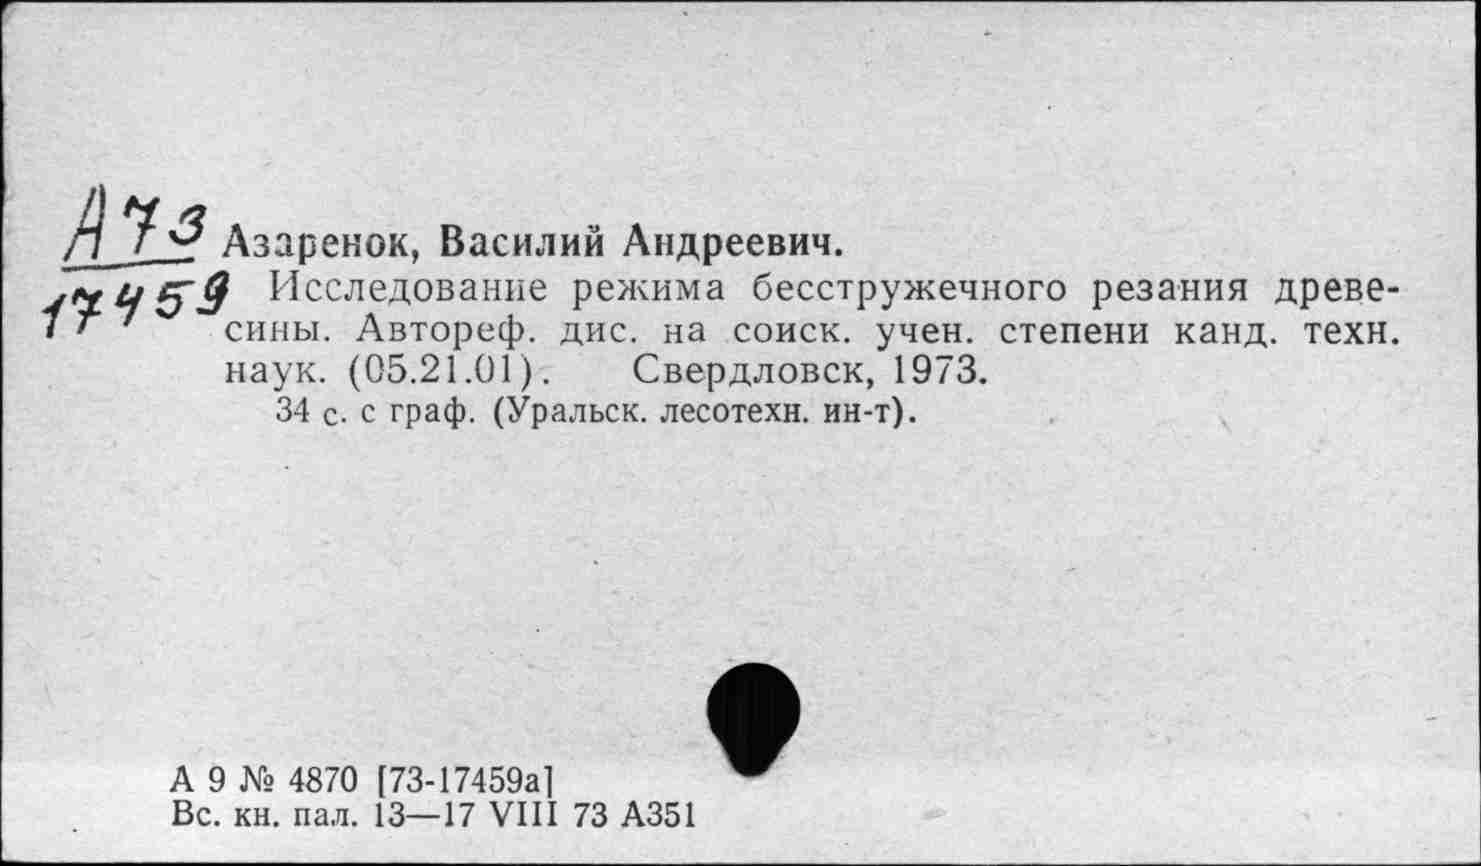 А73
17459
Азаренок, Василий Андреевич.
Исследование режима бесстружечного резания древе-
сины. Автореф. дис. на соиск. учен. степени канд. техн.
наук. (05.21.01). Свердловск, 1973.
34 с. с граф. (Уральск. лесотехн. ин-т).
А 9 № 4870 [73-17459а]
Вс. кн. пал. 13—17 VIII 73 А351